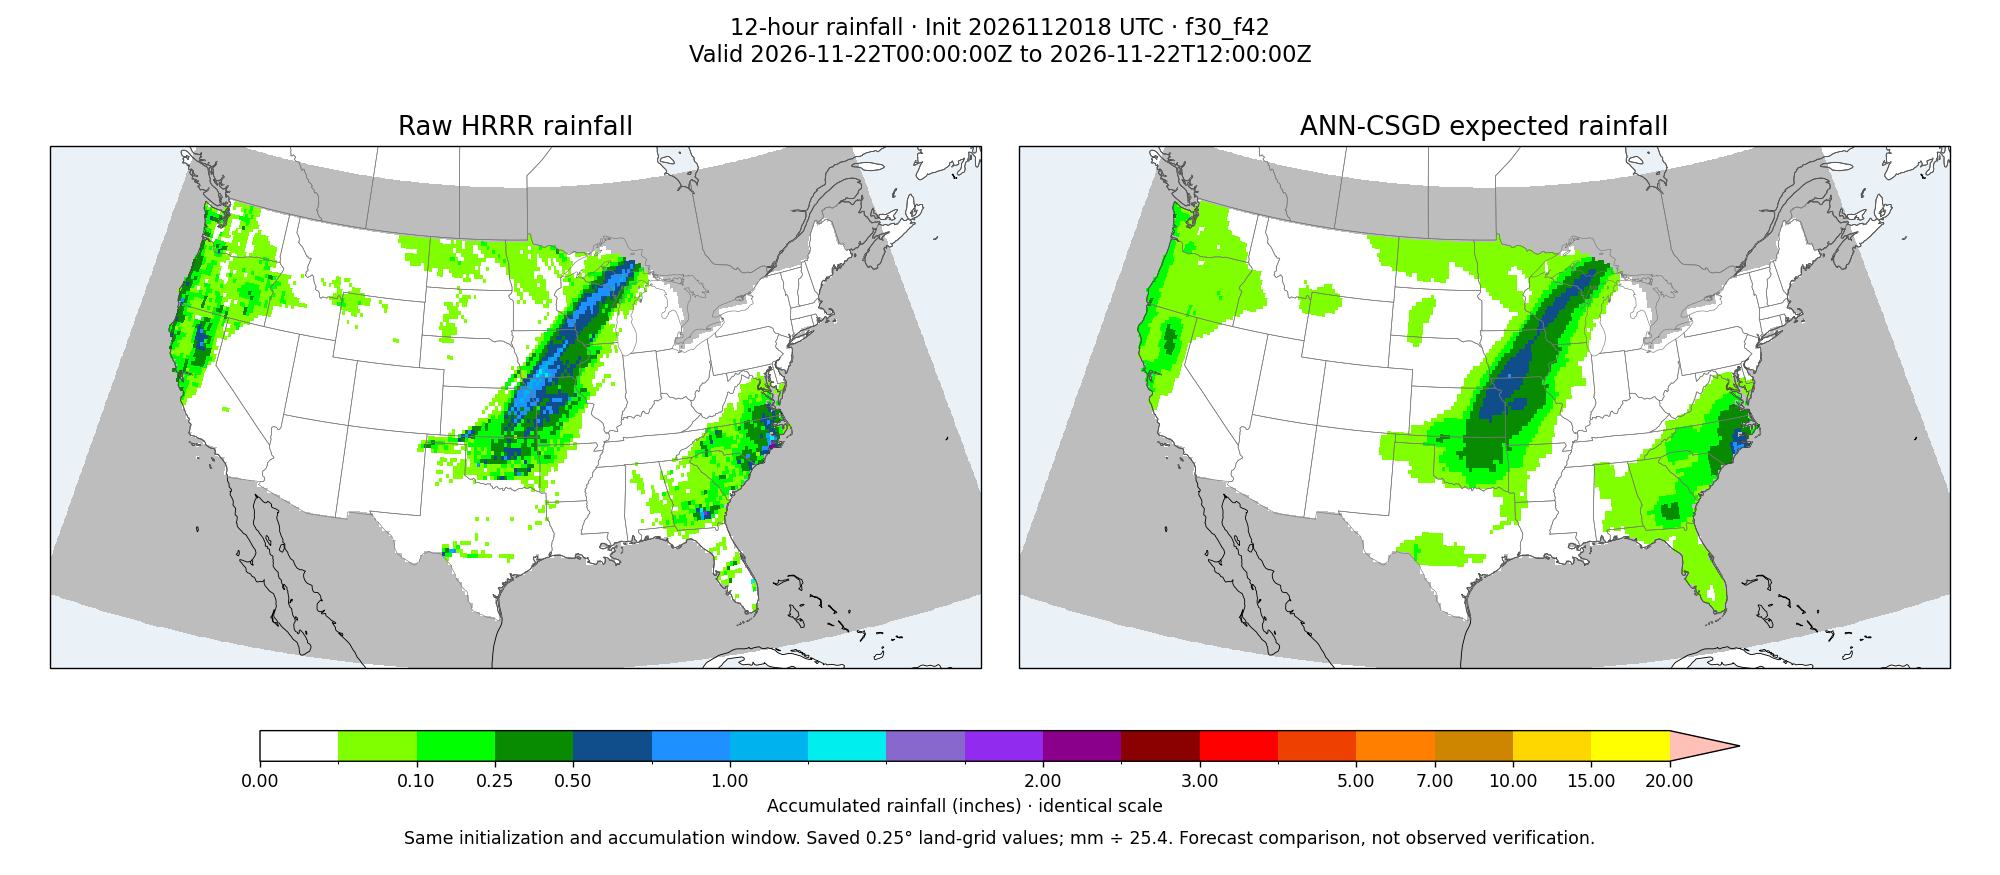 12-hour rainfall · Init 2026112018 UTC · f30_f42
Valid 2026-11-22T00:00:00Z to 2026-11-22T12:00:00Z
Raw HRRR rainfall
ANN-CSGD expected rainfall
0.00 0.10 0.25 0.50 1.00 2.00 3.00 5.00 7.00 10.00 15.00 20.00
Accumulated rainfall (inches) · identical scale
Same initialization and accumulation window. Saved 0.25° land-grid values; mm ÷ 25.4. Forecast comparison, not observed verification.